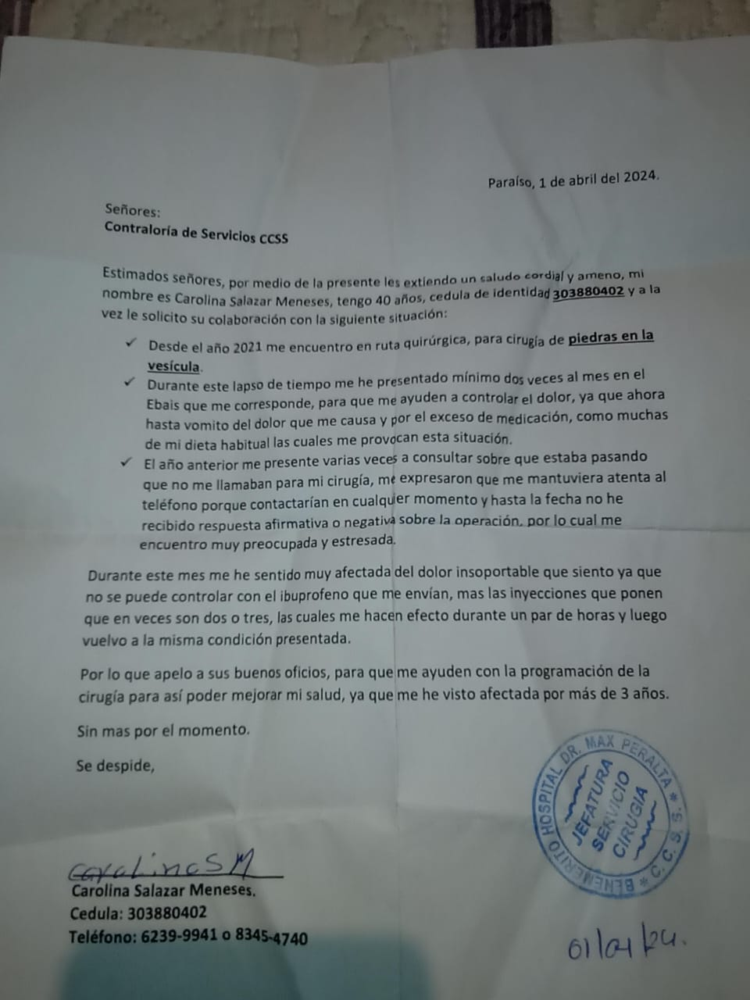 Paraíso, 1 de abril del 2024.
Señores:
Contraloría de Servicios CCSS
Estimados señores, por medio de la presente les extiendo un saludo cordial y ameno, mi
nombre es Carolina Salazar Meneses, tengo 40 años, cedula de identidad 303880402 y a la
vez le solicito su colaboración con la siguiente situación:
✓ Desde el año 2021 me encuentro en ruta quirúrgica, para cirugía de piedras en la
vesícula.
✓ Durante este lapso de tiempo me he presentado mínimo dos veces al mes en el
Ebais que me corresponde, para que me ayuden a controlar el dolor, ya que ahora
hasta vomito del dolor que me causa y por el exceso de medicación, como muchas
de mi dieta habitual las cuales me provocan esta situación.
✓ El año anterior me presente varias veces a consultar sobre que estaba pasando
que no me llamaban para mi cirugía, me expresaron que me mantuviera atenta al
teléfono porque contactarían en cualquier momento y hasta la fecha no he
recibido respuesta afirmativa o negativa sobre la operación, por lo cual me
encuentro muy preocupada y estresada.
Durante este mes me he sentido muy afectada del dolor insoportable que siento ya que
no se puede controlar con el ibuprofeno que me envían, mas las inyecciones que ponen
que en veces son dos o tres, las cuales me hacen efecto durante un par de horas y luego
vuelvo a la misma condición presentada.
Por lo que apelo a sus buenos oficios, para que me ayuden con la programación de la
cirugía para así poder mejorar mi salud, ya que me he visto afectada por más de 3 años.
Sin mas por el momento.
Se despide,
BENEMERITO HOSPITAL DR. MAX PERALTA * C. C. S. S. *
JEFATURA
SERVICIO
CIRUGIA
Carolina S M
Carolina Salazar Meneses.
Cedula: 303880402
Teléfono: 6239-9941 o 8345-4740
01/04/24.